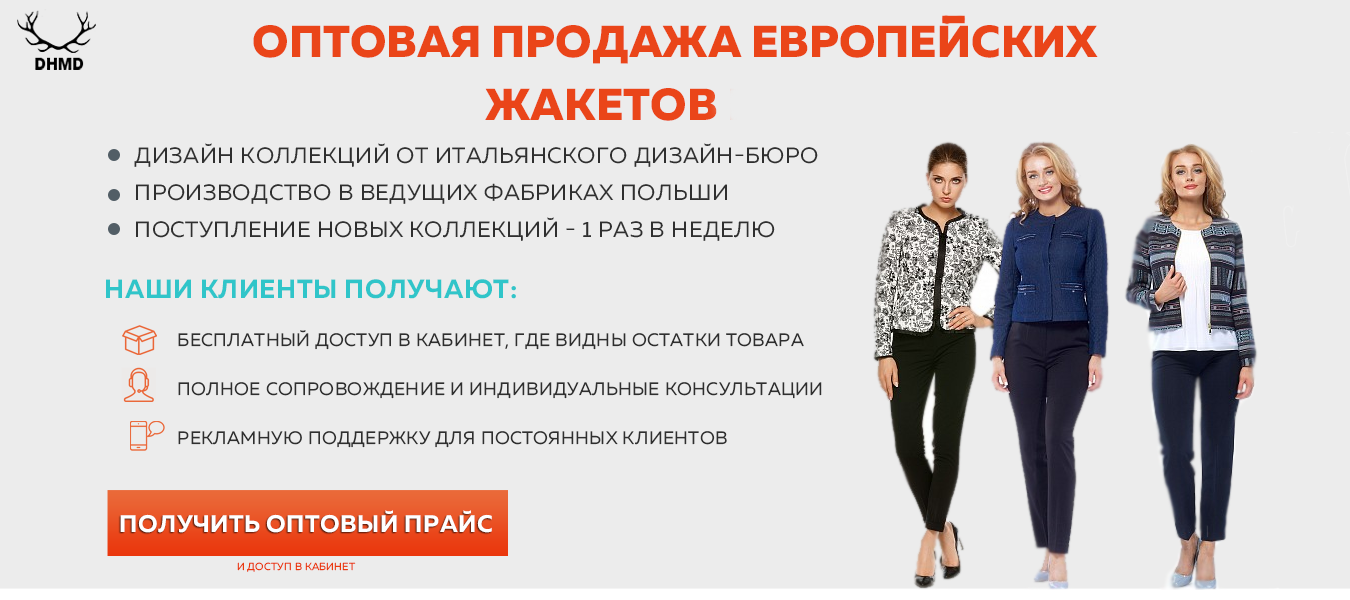 DHMD
ОПТОВАЯ ПРОДАЖА ЕВРОПЕЙСКИХ
ЖАКЕТОВ
ДИЗАЙН КОЛЛЕКЦИЙ ОТ ИТАЛЬЯНСКОГО ДИЗАЙН-БЮРО
ПРОИЗВОДСТВО В ВЕДУЩИХ ФАБРИКАХ ПОЛЬШИ
ПОСТУПЛЕНИЕ НОВЫХ КОЛЛЕКЦИЙ - 1 РАЗ В НЕДЕЛЮ
НАШИ КЛИЕНТЫ ПОЛУЧАЮТ:
БЕСПЛАТНЫЙ ДОСТУП В КАБИНЕТ, ГДЕ ВИДНЫ ОСТАТКИ ТОВАРА
ПОЛНОЕ СОПРОВОЖДЕНИЕ И ИНДИВИДУАЛЬНЫЕ КОНСУЛЬТАЦИИ
РЕКЛАМНУЮ ПОДДЕРЖКУ ДЛЯ ПОСТОЯННЫХ КЛИЕНТОВ
ПОЛУЧИТЬ ОПТОВЫЙ ПРАЙС
И ДОСТУП В КАБИНЕТ